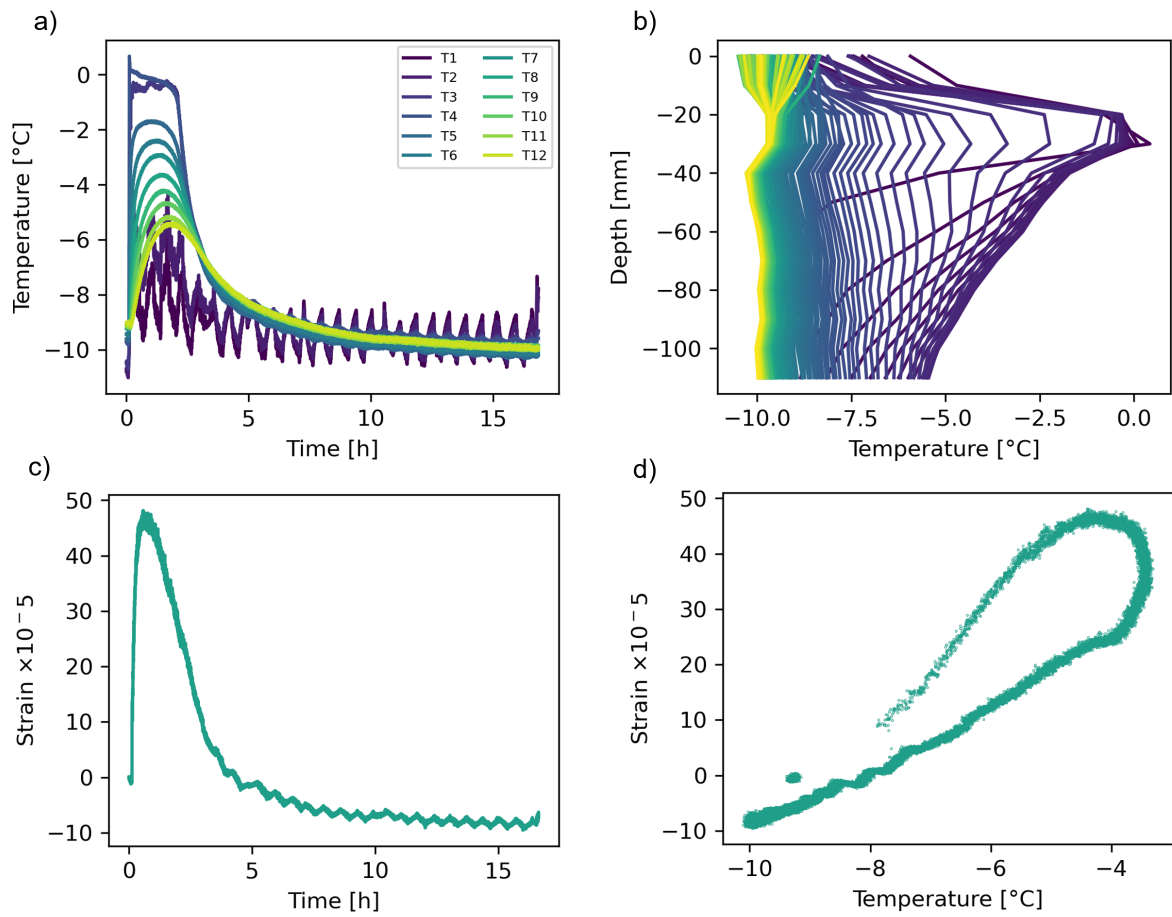 a)
Temperature [°C]
0
−2
−4
−6
−8
−10
T1 T7
T2 T8
T3 T9
T4 T10
T5 T11
T6 T12
0 5 10 15
Time [h]
b)
Depth [mm]
0
−20
−40
−60
−80
−100
−10.0 −7.5 −5.0 −2.5 0.0
Temperature [°C]
c)
Strain ×10⁻ 5
50
40
30
20
10
0
−10
0 5 10 15
Time [h]
d)
Strain ×10⁻ 5
50
40
30
20
10
0
−10
−10 −8 −6 −4
Temperature [°C]